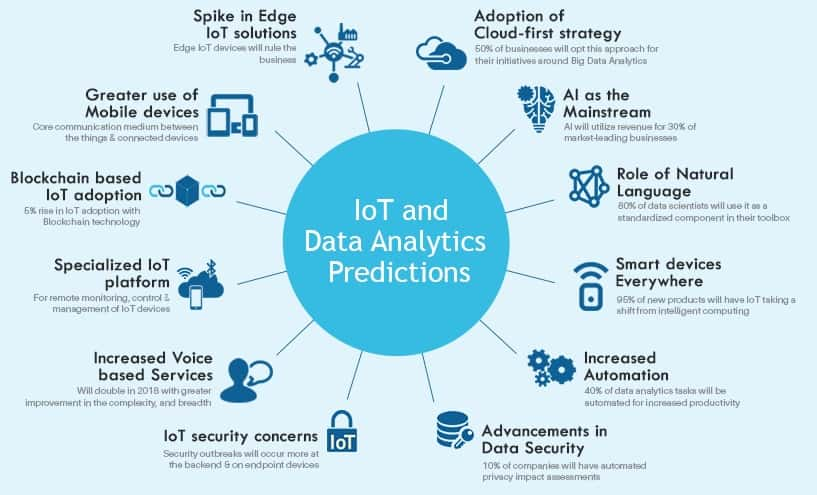 Spike in Edge
IoT solutions
Edge IoT devices will rule the
business
Adoption of
Cloud-first strategy
50% of businesses will opt this approach for
their initiatives around Big Data Analytics
Greater use of
Mobile devices
Core communication medium between
the things & connected devices
AI as the
Mainstream
AI will utilize revenue for 30% of
market-leading businesses
Blockchain based
IoT adoption
5% rise in IoT adoption with
Blockchain technology
Role of Natural
Language
80% of data scientists will use it as a
standardized component in their toolbox
IoT and
Data Analytics
Predictions
Specialized IoT
platform
For remote monitoring, control &
management of IoT devices
Smart devices
Everywhere
95% of new products will have IoT taking a
shift from intelligent computing
Increased Voice
based Services
Will double in 2018 with greater
improvement in the complexity, and breadth
Increased
Automation
40% of data analytics tasks will be
automated for increased productivity
IoT security concerns
Security outbreaks will occur more at
the backend & on endpoint devices
IoT
Advancements in
Data Security
10% of companies will have automated
privacy impact assessments